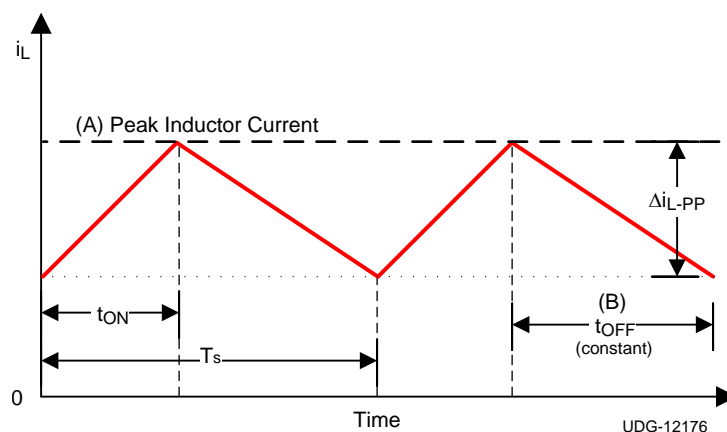 iL
(A) Peak Inductor Current
ΔiL-PP
tON
(B)
tOFF
(constant)
Ts
0
Time
UDG-12176